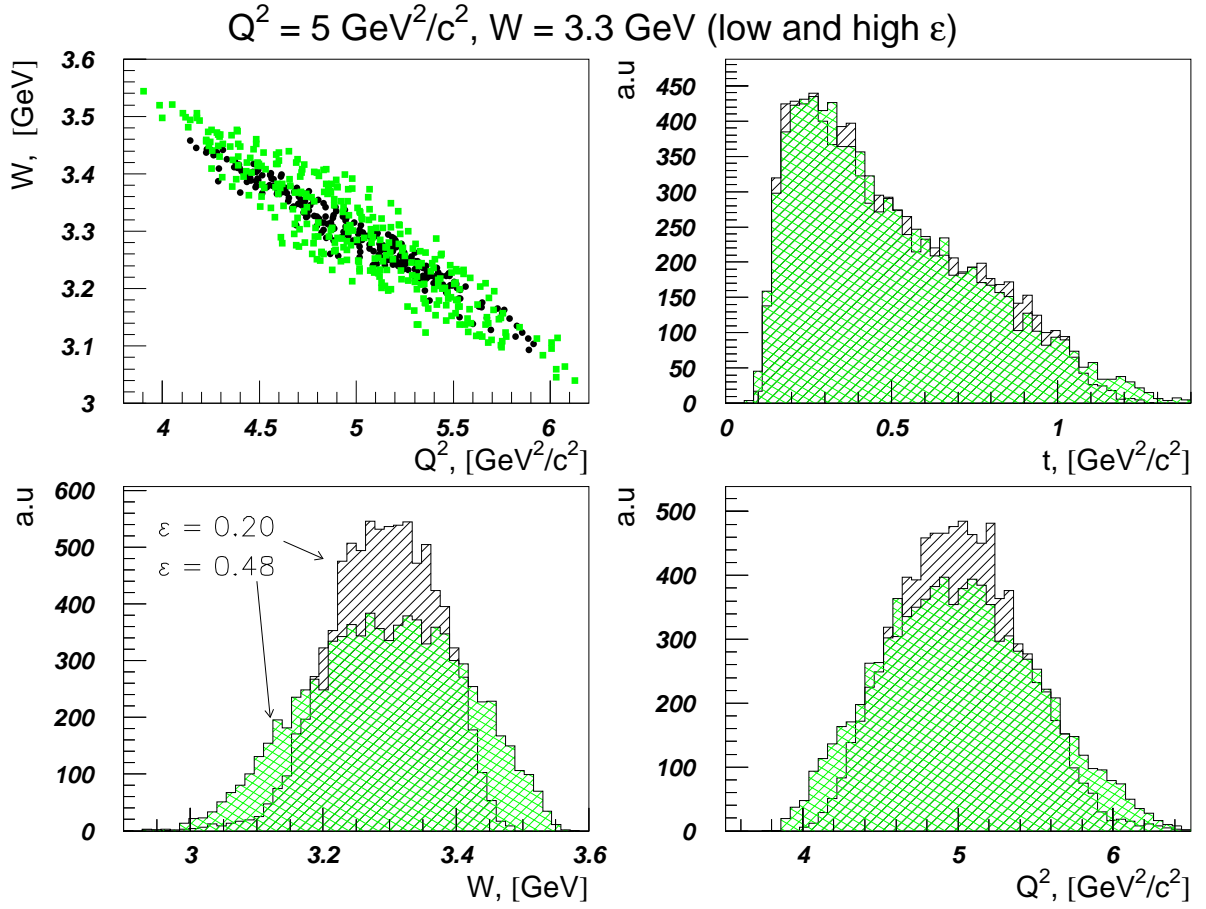 Q² = 5 GeV²/c², W = 3.3 GeV (low and high ε)
W, [GeV]
3.6
3.5
3.4
3.3
3.2
3.1
3
4 4.5 5 5.5 6
Q², [GeV²/c²]
a.u
450
400
350
300
250
200
150
100
50
0
0 0.5 1
t, [GeV²/c²]
a.u
600
500
400
300
200
100
0
ε = 0.20
ε = 0.48
3 3.2 3.4 3.6
W, [GeV]
a.u
500
400
300
200
100
0
4 5 6
Q², [GeV²/c²]